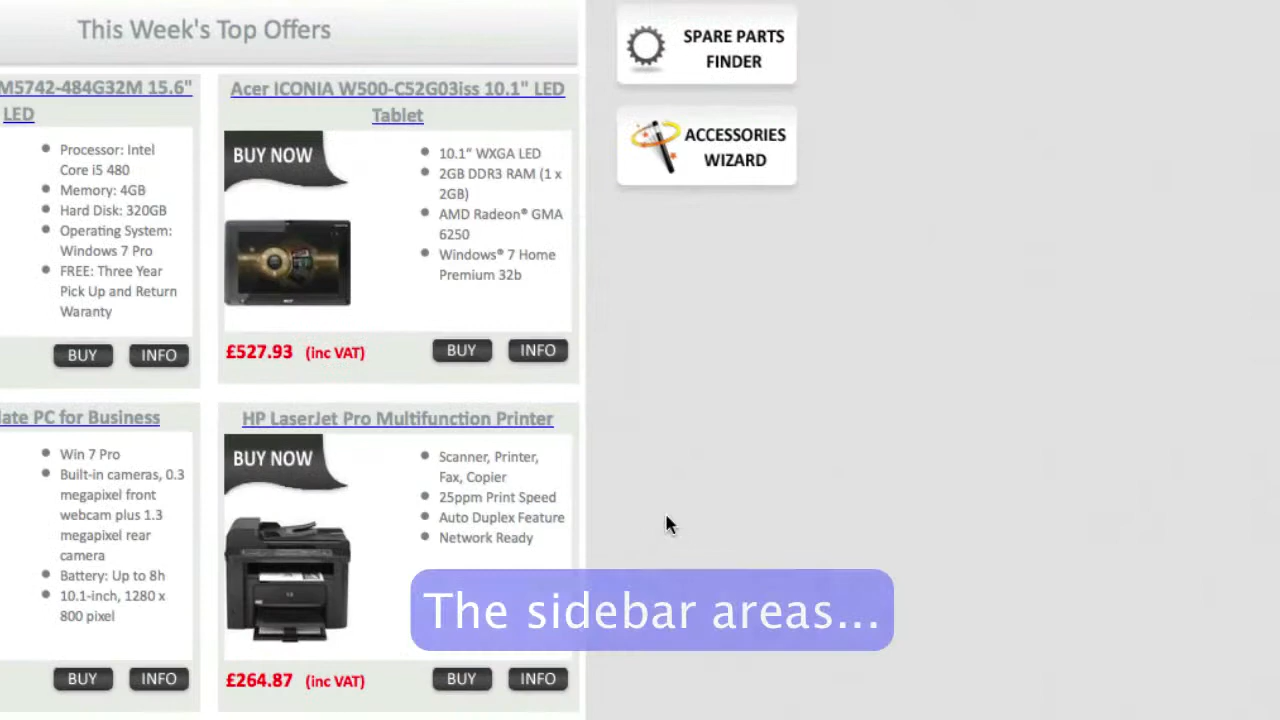 This Week's Top Offers
M5742-484G32M 15.6"
LED
Processor: Intel
Core i5 480
Memory: 4GB
Hard Disk: 320GB
Operating System:
Windows 7 Pro
FREE: Three Year
Pick Up and Return
Waranty
BUY INFO
Acer ICONIA W500-C52G03iss 10.1" LED
Tablet
BUY NOW
10.1" WXGA LED
2GB DDR3 RAM (1 x
2GB)
AMD Radeon® GMA
6250
Windows® 7 Home
Premium 32b
£527.93 (inc VAT)
BUY INFO
SPARE PARTS
FINDER
ACCESSORIES
WIZARD
late PC for Business
Win 7 Pro
Built-in cameras, 0.3
megapixel front
webcam plus 1.3
megapixel rear
camera
Battery: Up to 8h
10.1-inch, 1280 x
800 pixel
BUY INFO
HP LaserJet Pro Multifunction Printer
BUY NOW
Scanner, Printer,
Fax, Copier
25ppm Print Speed
Auto Duplex Feature
Network Ready
£264.87 (inc VAT)
BUY INFO
The sidebar areas...